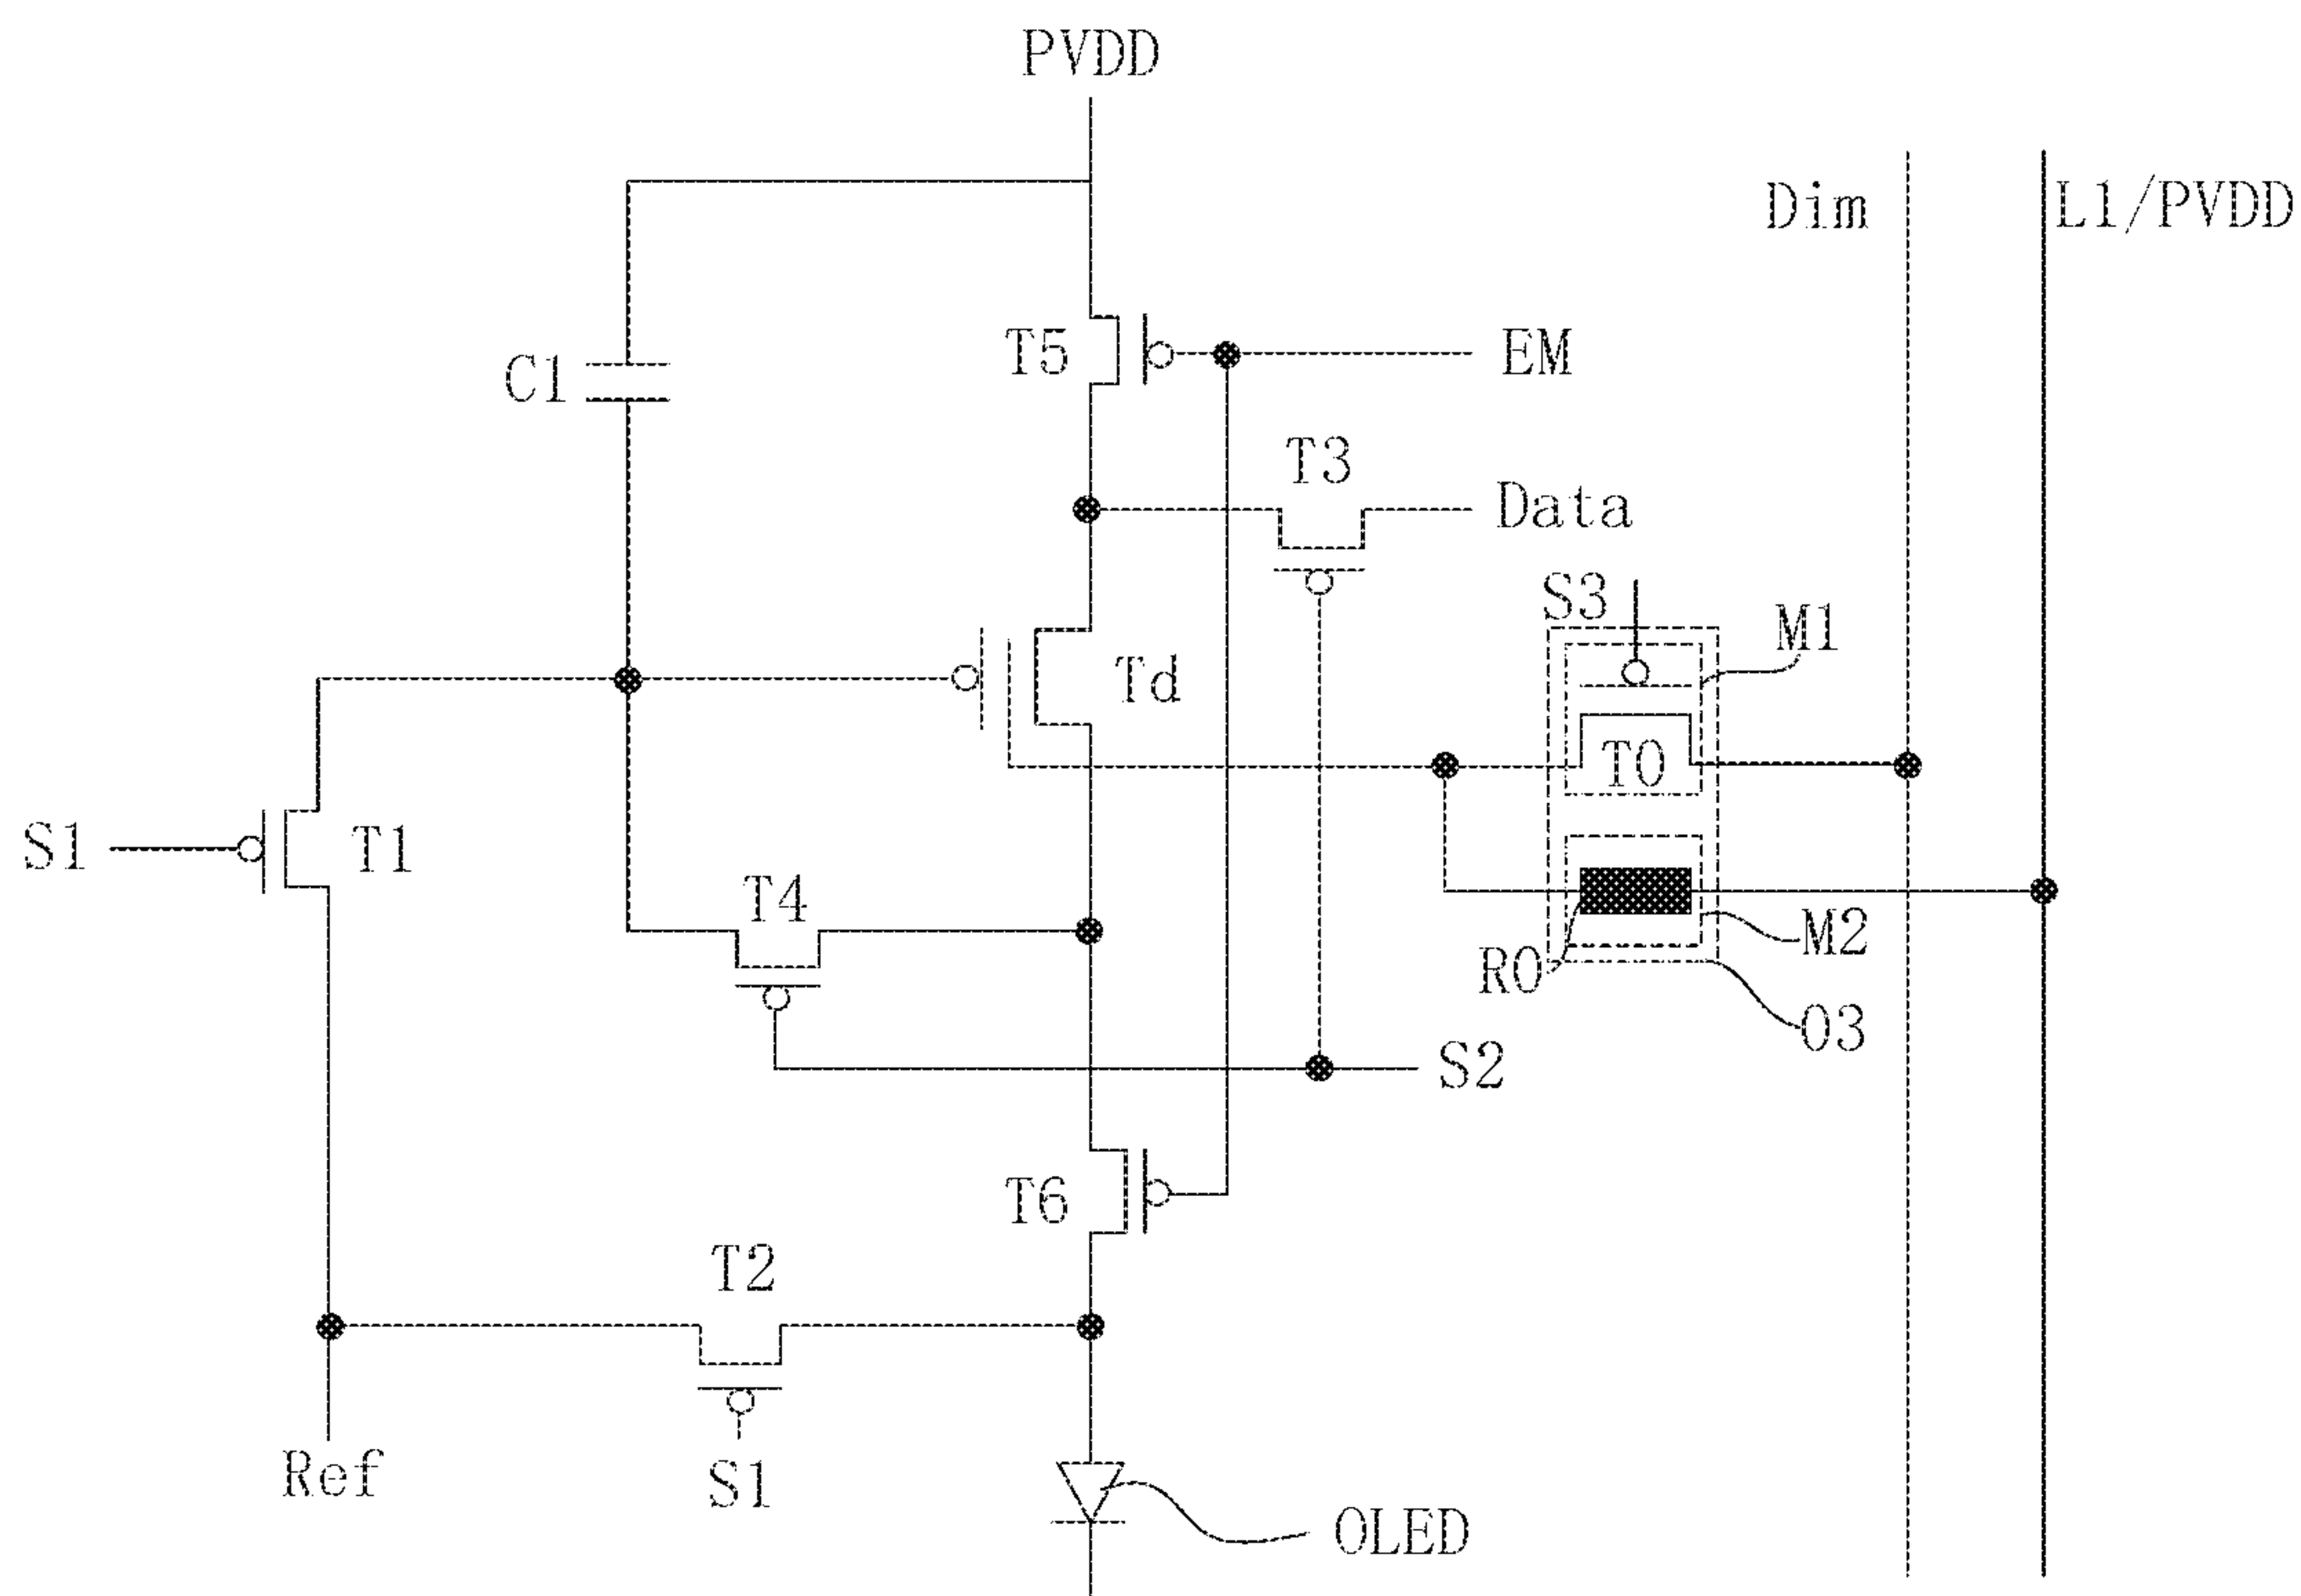 PVDD
Dim
L1/PVDD
C1
T5
EM
T3
Data
S3
M1
Td
T0
S1
T1
T4
M2
R0
03
S2
T6
T2
Ref
S1
OLED